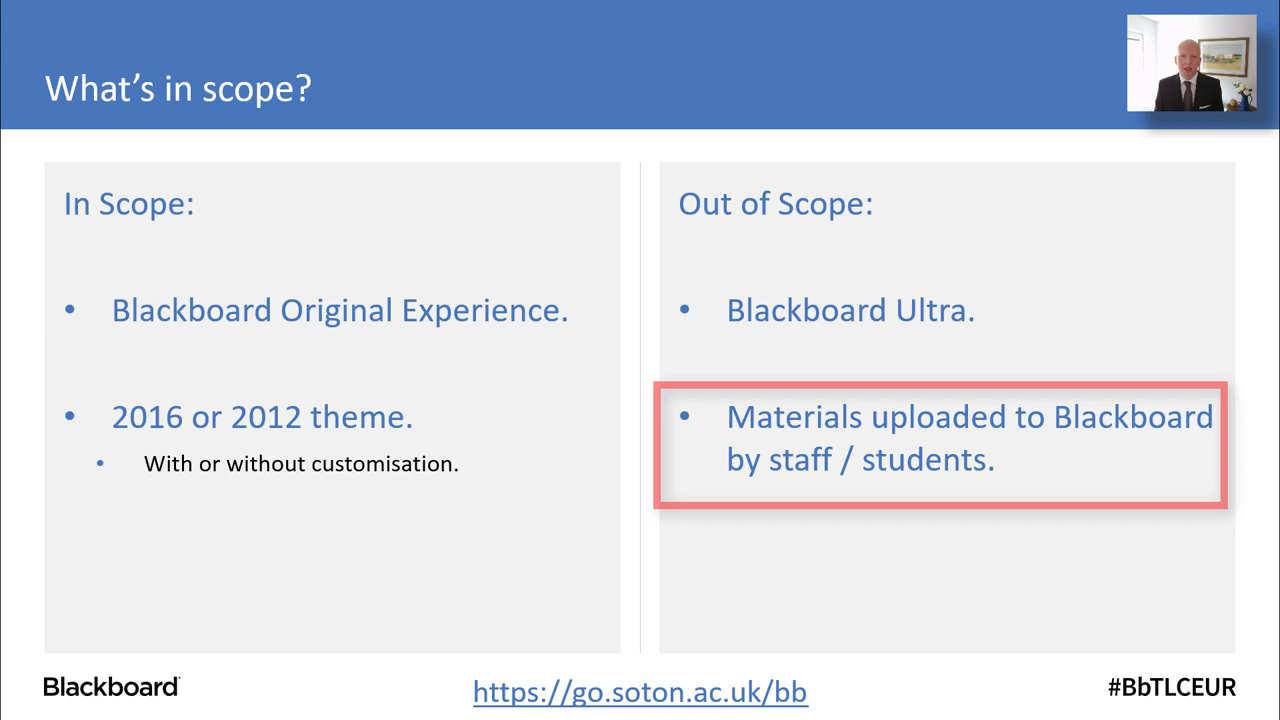 What's in scope?
In Scope:
• Blackboard Original Experience.
• 2016 or 2012 theme.
• With or without customisation.
Out of Scope:
• Blackboard Ultra.
• Materials uploaded to Blackboard
by staff / students.
Blackboard
https://go.soton.ac.uk/bb
#BbTLCEUR